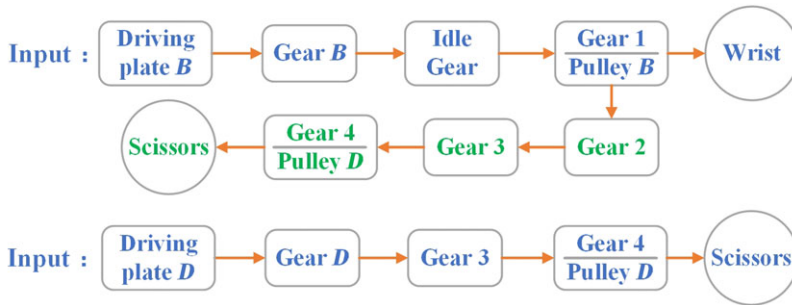 Input : Driving plate B Gear B Idle Gear Gear 1 Pulley B Wrist
Scissors Gear 4 Pulley D Gear 3 Gear 2
Input : Driving plate D Gear D Gear 3 Gear 4 Pulley D Scissors